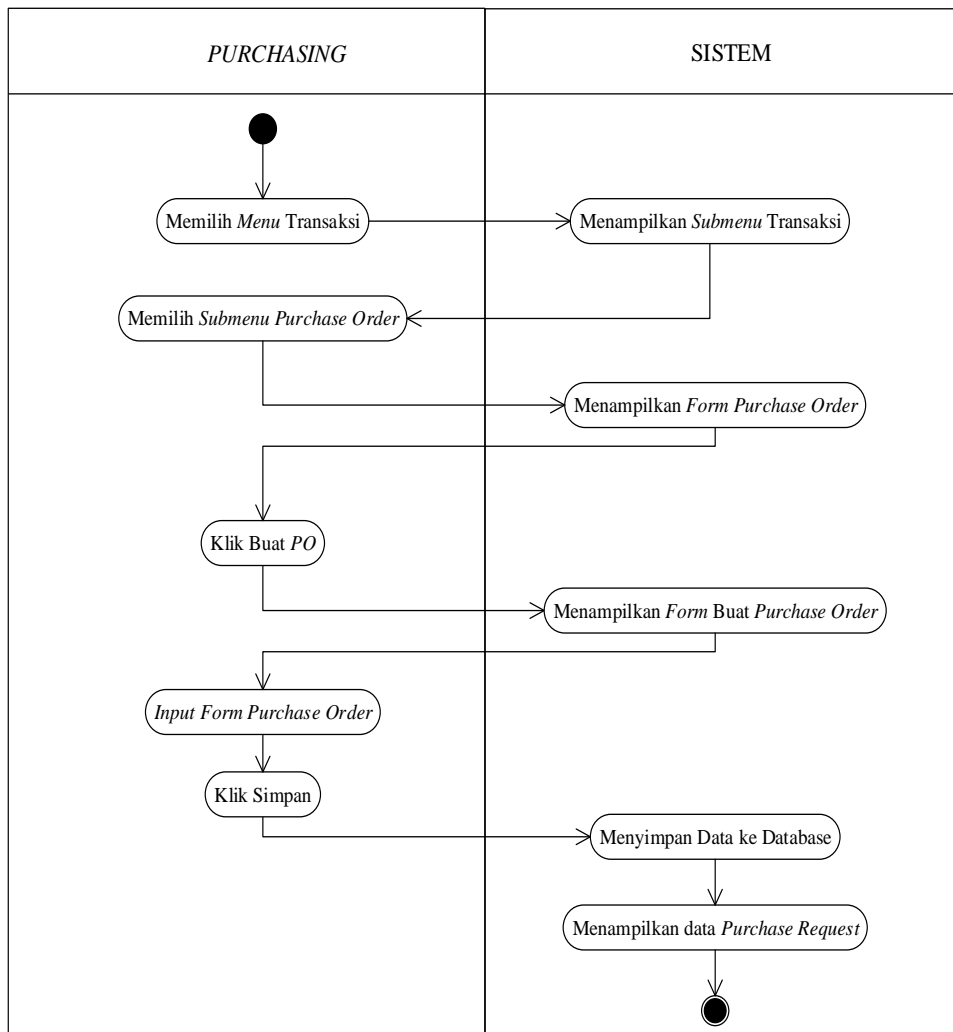 PURCHASING
SISTEM
Memilih Menu Transaksi
Menampilkan Submenu Transaksi
Memilih Submenu Purchase Order
Menampilkan Form Purchase Order
Klik Buat PO
Menampilkan Form Buat Purchase Order
Input Form Purchase Order
Klik Simpan
Menyimpan Data ke Database
Menampilkan data Purchase Request